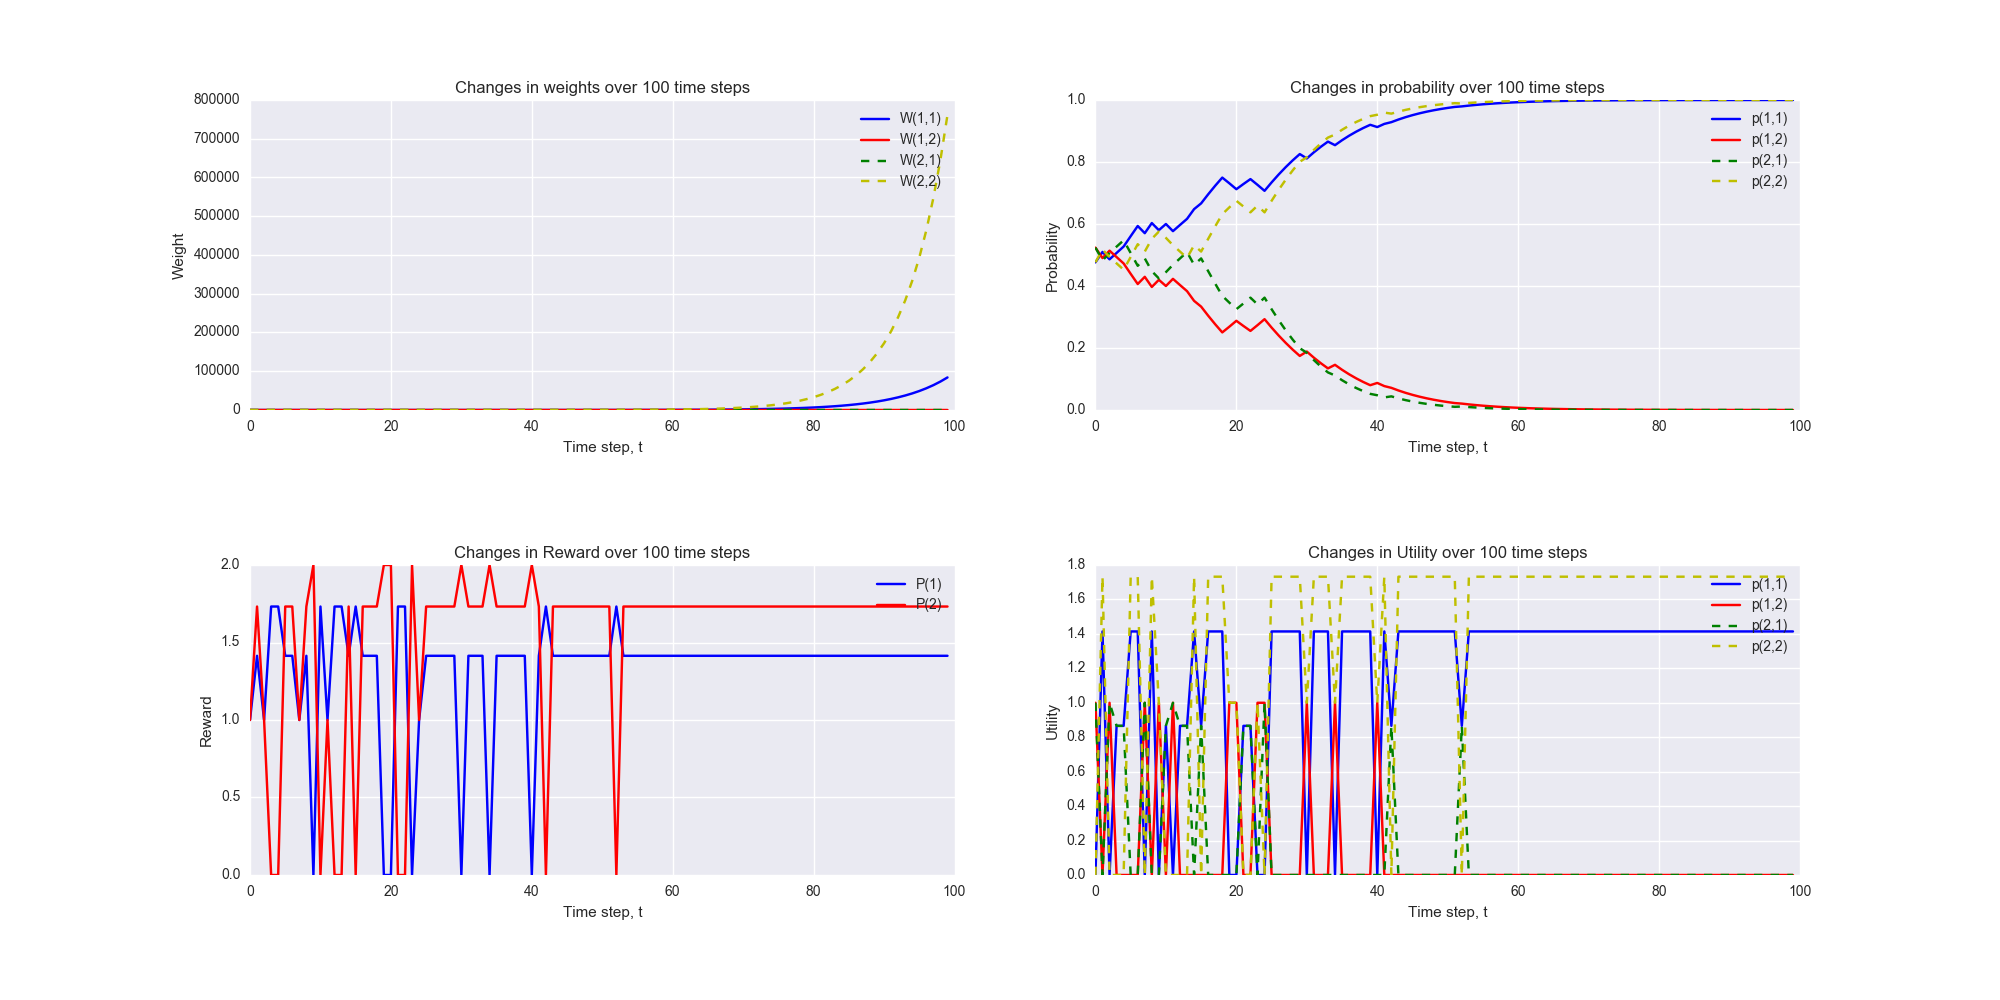 Changes in weights over 100 time steps
800000
700000
600000
500000
400000
300000
200000
100000
0
Weight
W(1,1)
W(1,2)
W(2,1)
W(2,2)
0 20 40 60 80 100
Time step, t
Changes in probability over 100 time steps
1.0
0.8
0.6
0.4
0.2
0.0
Probability
p(1,1)
p(1,2)
p(2,1)
p(2,2)
0 20 40 60 80 100
Time step, t
Changes in Reward over 100 time steps
2.0
1.5
1.0
0.5
0.0
Reward
P(1)
P(2)
0 20 40 60 80 100
Time step, t
Changes in Utility over 100 time steps
1.8
1.6
1.4
1.2
1.0
0.8
0.6
0.4
0.2
0.0
Utility
p(1,1)
p(1,2)
p(2,1)
p(2,2)
0 20 40 60 80 100
Time step, t